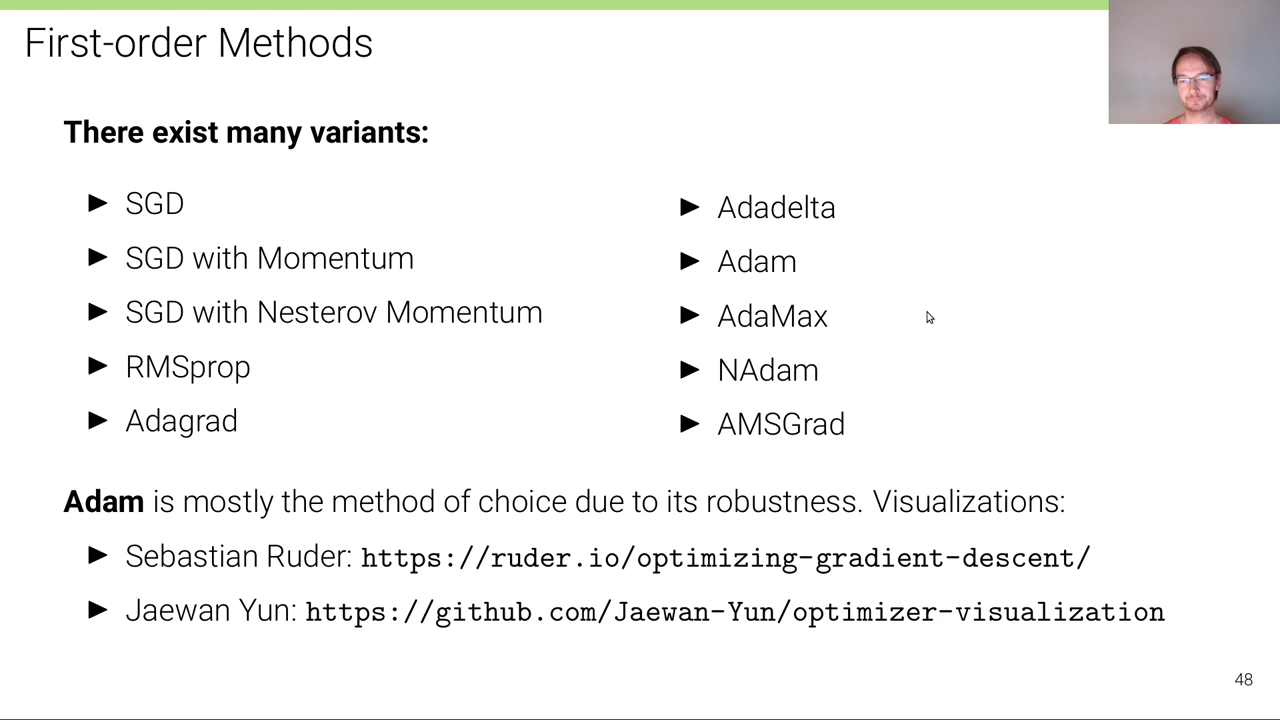 First-order Methods
There exist many variants:
► SGD
► SGD with Momentum
► SGD with Nesterov Momentum
► RMSprop
► Adagrad
► Adadelta
► Adam
► AdaMax
► NAdam
► AMSGrad
Adam is mostly the method of choice due to its robustness. Visualizations:
► Sebastian Ruder: https://ruder.io/optimizing-gradient-descent/
► Jaewan Yun: https://github.com/Jaewan-Yun/optimizer-visualization
48